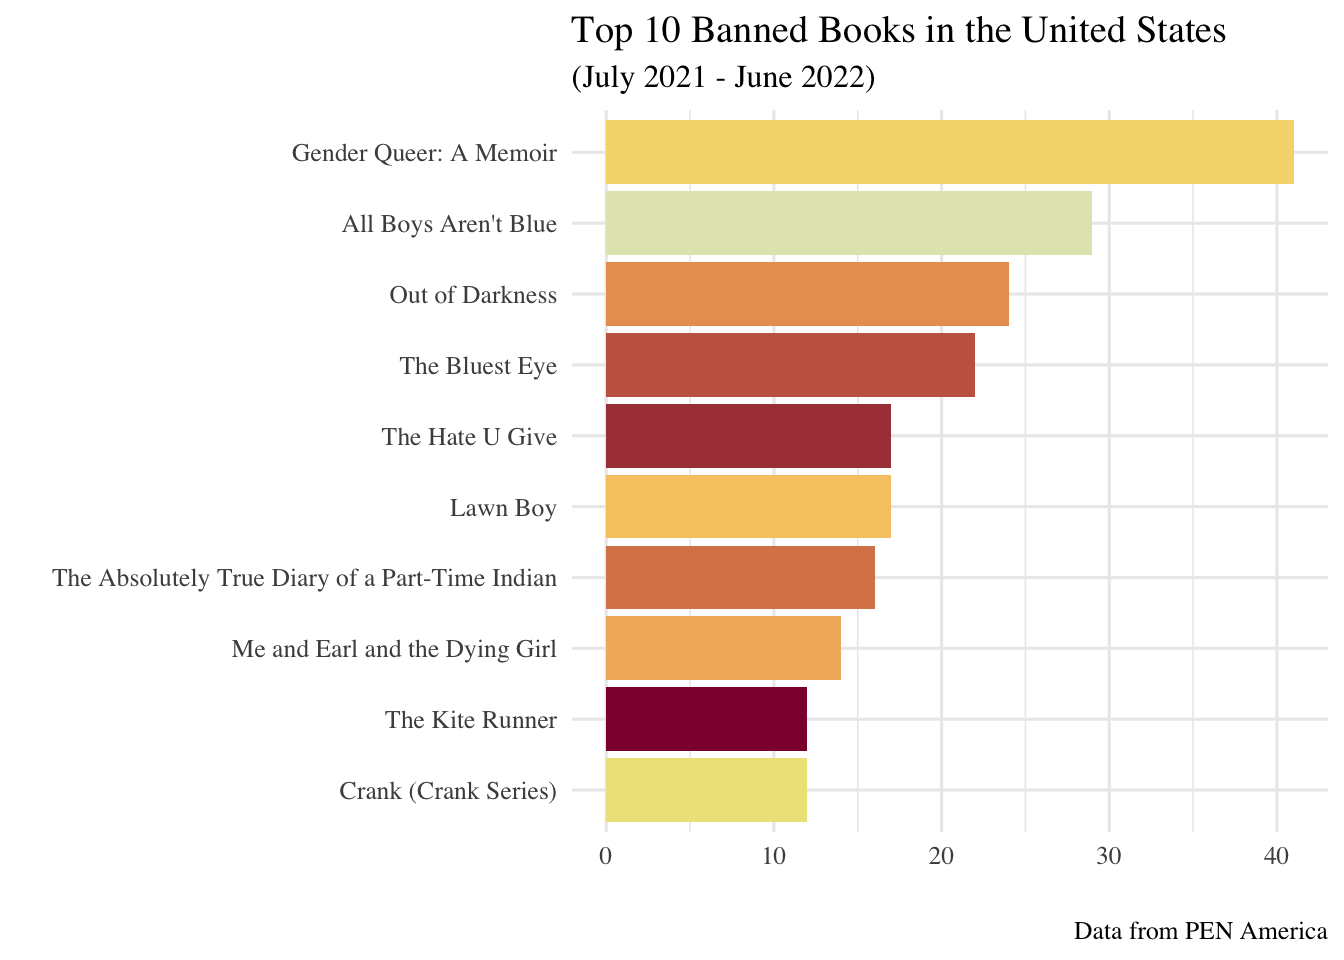 Top 10 Banned Books in the United States
(July 2021 - June 2022)
Gender Queer: A Memoir
All Boys Aren't Blue
Out of Darkness
The Bluest Eye
The Hate U Give
Lawn Boy
The Absolutely True Diary of a Part-Time Indian
Me and Earl and the Dying Girl
The Kite Runner
Crank (Crank Series)
0 10 20 30 40
Data from PEN America